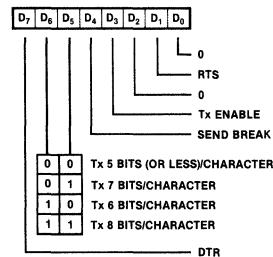 D7 D6 D5 D4 D3 D2 D1 D0
0
RTS
0
Tx ENABLE
SEND BREAK
0 0 Tx 5 BITS (OR LESS)/CHARACTER
0 1 Tx 7 BITS/CHARACTER
1 0 Tx 6 BITS/CHARACTER
1 1 Tx 8 BITS/CHARACTER
DTR